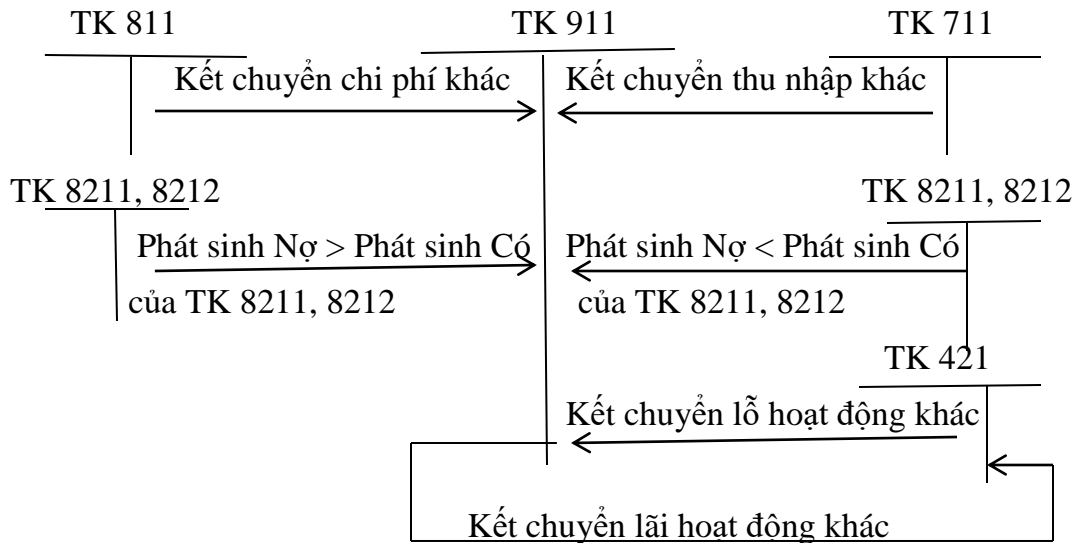 TK 811
TK 911
TK 711
Kết chuyển chi phí khác
Kết chuyển thu nhập khác
TK 8211, 8212
TK 8211, 8212
Phát sinh Nợ > Phát sinh Có
Phát sinh Nợ < Phát sinh Có
của TK 8211, 8212
của TK 8211, 8212
TK 421
Kết chuyển lỗ hoạt động khác
Kết chuyển lãi hoạt động khác